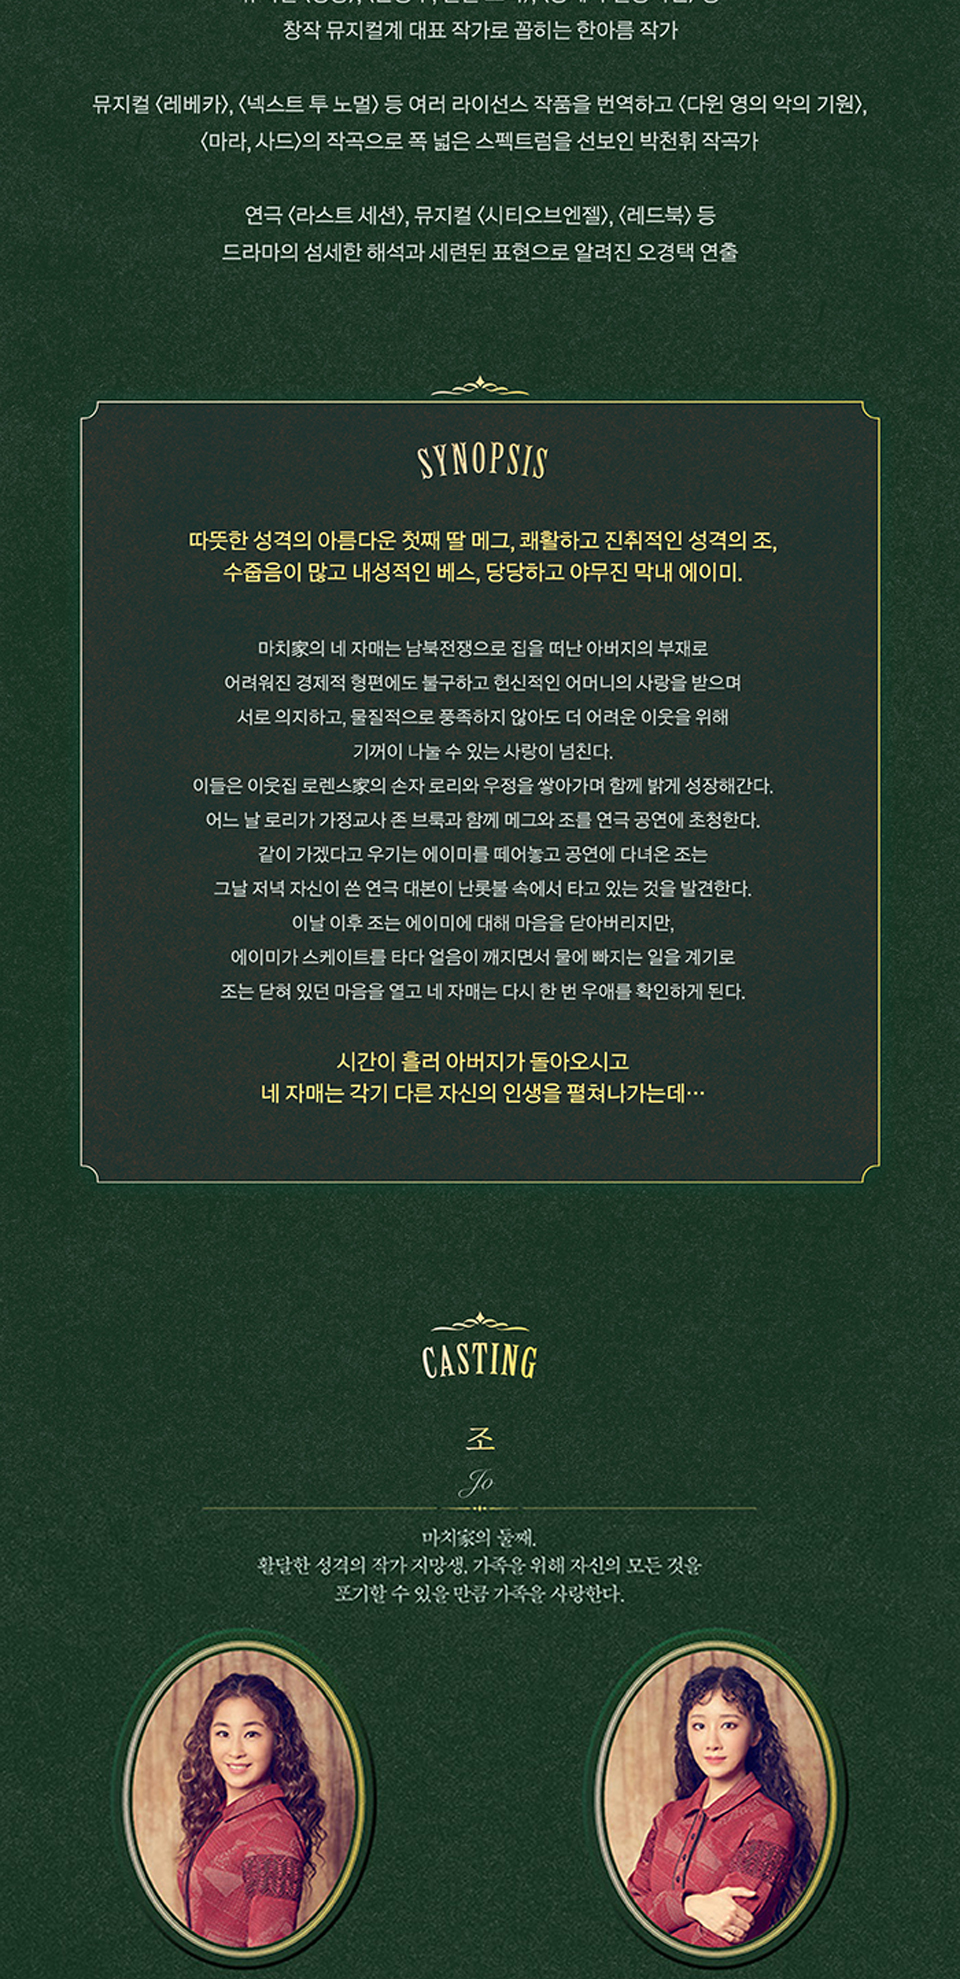 창작 뮤지컬계 대표 작가로 꼽히는 한아름 작가
뮤지컬 〈레베카〉, 〈넥스트 투 노멀〉 등 여러 라이선스 작품을 번역하고 〈다윈 영의 악의 기원〉,
〈마라, 사드〉의 작곡으로 폭 넓은 스펙트럼을 선보인 박천휘 작곡가
연극 〈라스트 세션〉, 뮤지컬 〈시티오브엔젤〉, 〈레드북〉 등
드라마의 섬세한 해석과 세련된 표현으로 알려진 오경택 연출
SYNOPSIS
따뜻한 성격의 아름다운 첫째 딸 메그, 쾌활하고 진취적인 성격의 조,
수줍음이 많고 내성적인 베스, 당당하고 야무진 막내 에이미.
마치家의 네 자매는 남북전쟁으로 집을 떠난 아버지의 부재로
어려워진 경제적 형편에도 불구하고 헌신적인 어머니의 사랑을 받으며
서로 의지하고, 물질적으로 풍족하지 않아도 더 어려운 이웃을 위해
기꺼이 나눌 수 있는 사랑이 넘친다.
이들은 이웃집 로렌스家의 손자 로리와 우정을 쌓아가며 함께 밝게 성장해간다.
어느 날 로리가 가정교사 존 브룩과 함께 메그와 조를 연극 공연에 초청한다.
같이 가겠다고 우기는 에이미를 떼어놓고 공연에 다녀온 조는
그날 저녁 자신이 쓴 연극 대본이 난롯불 속에서 타고 있는 것을 발견한다.
이날 이후 조는 에이미에 대해 마음을 닫아버리지만,
에이미가 스케이트를 타다 얼음이 깨지면서 물에 빠지는 일을 계기로
조는 닫혀 있던 마음을 열고 네 자매는 다시 한 번 우애를 확인하게 된다.
시간이 흘러 아버지가 돌아오시고
네 자매는 각기 다른 자신의 인생을 펼쳐나가는데…
CASTING
조
Jo
마치家의 둘째.
활달한 성격의 작가 지망생. 가족을 위해 자신의 모든 것을
포기할 수 있을 만큼 가족을 사랑한다.